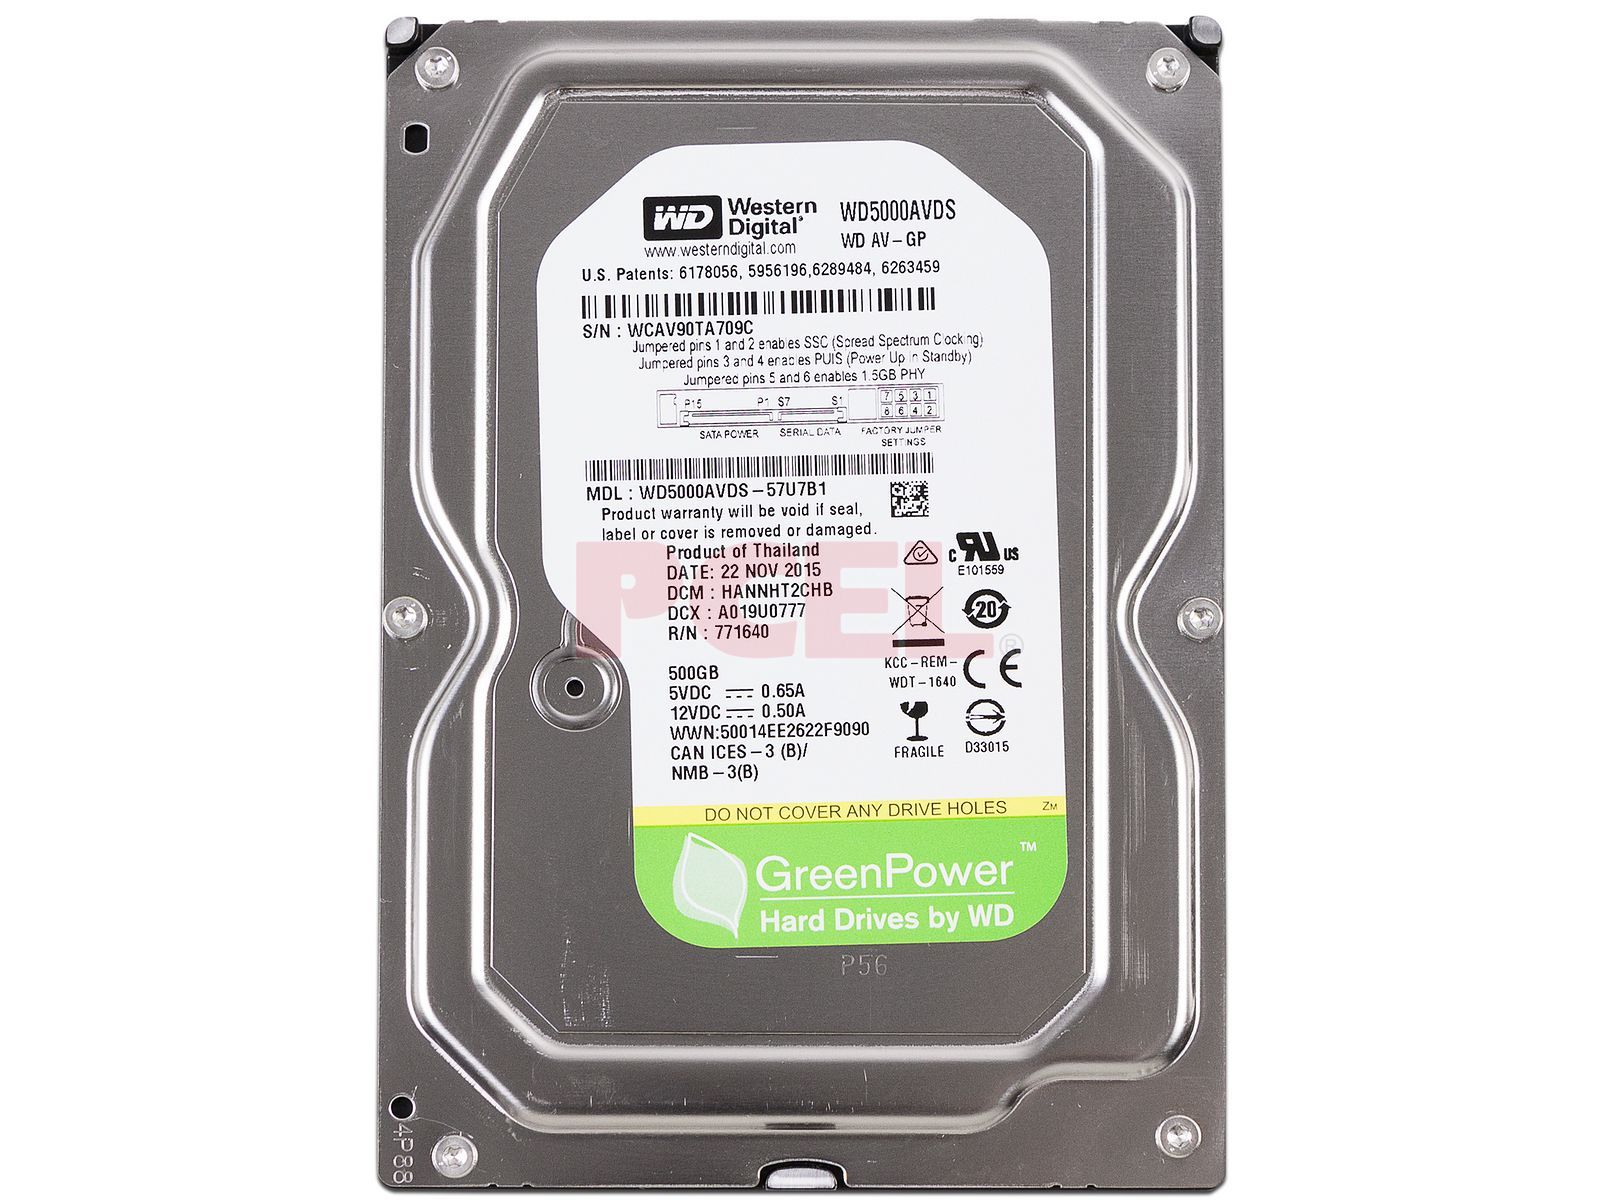 WD Western Digital® WD5000AVDS
www.westerndigital.com WD AV-GP
U.S. Patents: 6178056, 5956196,6289484, 6263459
S/N : WCAV90TA709C
Jumpered pins 1 and 2 enables SSC (Spread Spectrum Clocking)
Jumpered pins 3 and 4 enables PUIS (Power Up in Standby)
Jumpered pins 5 and 6 enables 1.5GB PHY
7 5 3 1
P15 P1 S7 S1
8 6 4 2
SATA POWER SERIAL DATA FACTORY JUMPER
SETTINGS
MDL : WD5000AVDS-57U7B1
Product warranty will be void if seal,
label or cover is removed or damaged.
Product of Thailand
DATE: 22 NOV 2015
DCM : HANNHT2CHB
DCX : A019U0777
R/N : 771640
c RU US
E101559
20
PCEL®
KCC-REM-
WDT-1640
CE
500GB
5VDC 0.65A
12VDC 0.50A
WWN:50014EE2622F9090
CAN ICES-3 (B)/
NMB-3(B)
FRAGILE
D33015
DO NOT COVER ANY DRIVE HOLES ZM
GreenPower™
Hard Drives by WD
P56
4P88